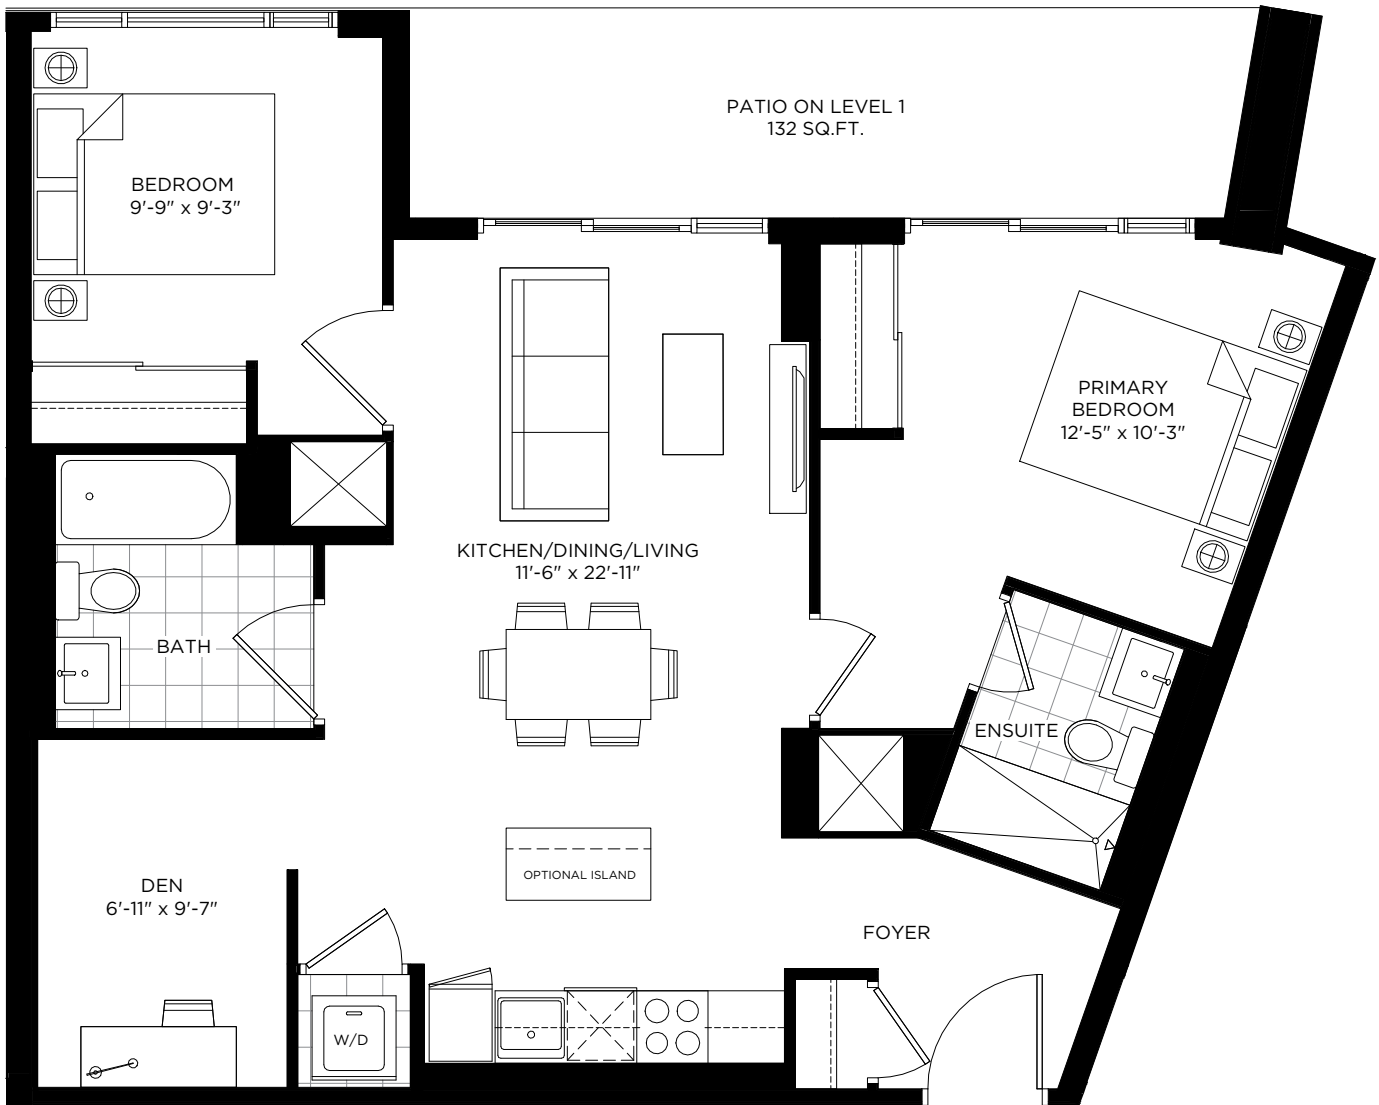 PATIO ON LEVEL 1
132 SQ.FT.
BEDROOM
9'-9" x 9'-3"
PRIMARY
BEDROOM
12'-5" x 10'-3"
KITCHEN/DINING/LIVING
11'-6" x 22'-11"
BATH
ENSUITE
OPTIONAL ISLAND
DEN
6'-11" x 9'-7"
FOYER
W/D